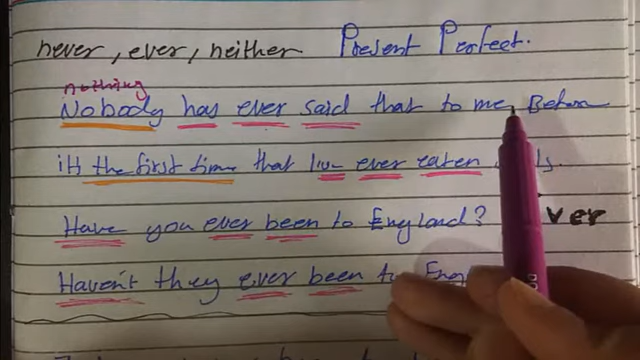 never, ever, neither Present Perfect.
nothing
Nobody has ever said that to me Before
it's the first time that I've ever eaten
Have you ever been to England?
ver
Haven't they ever been to Eng